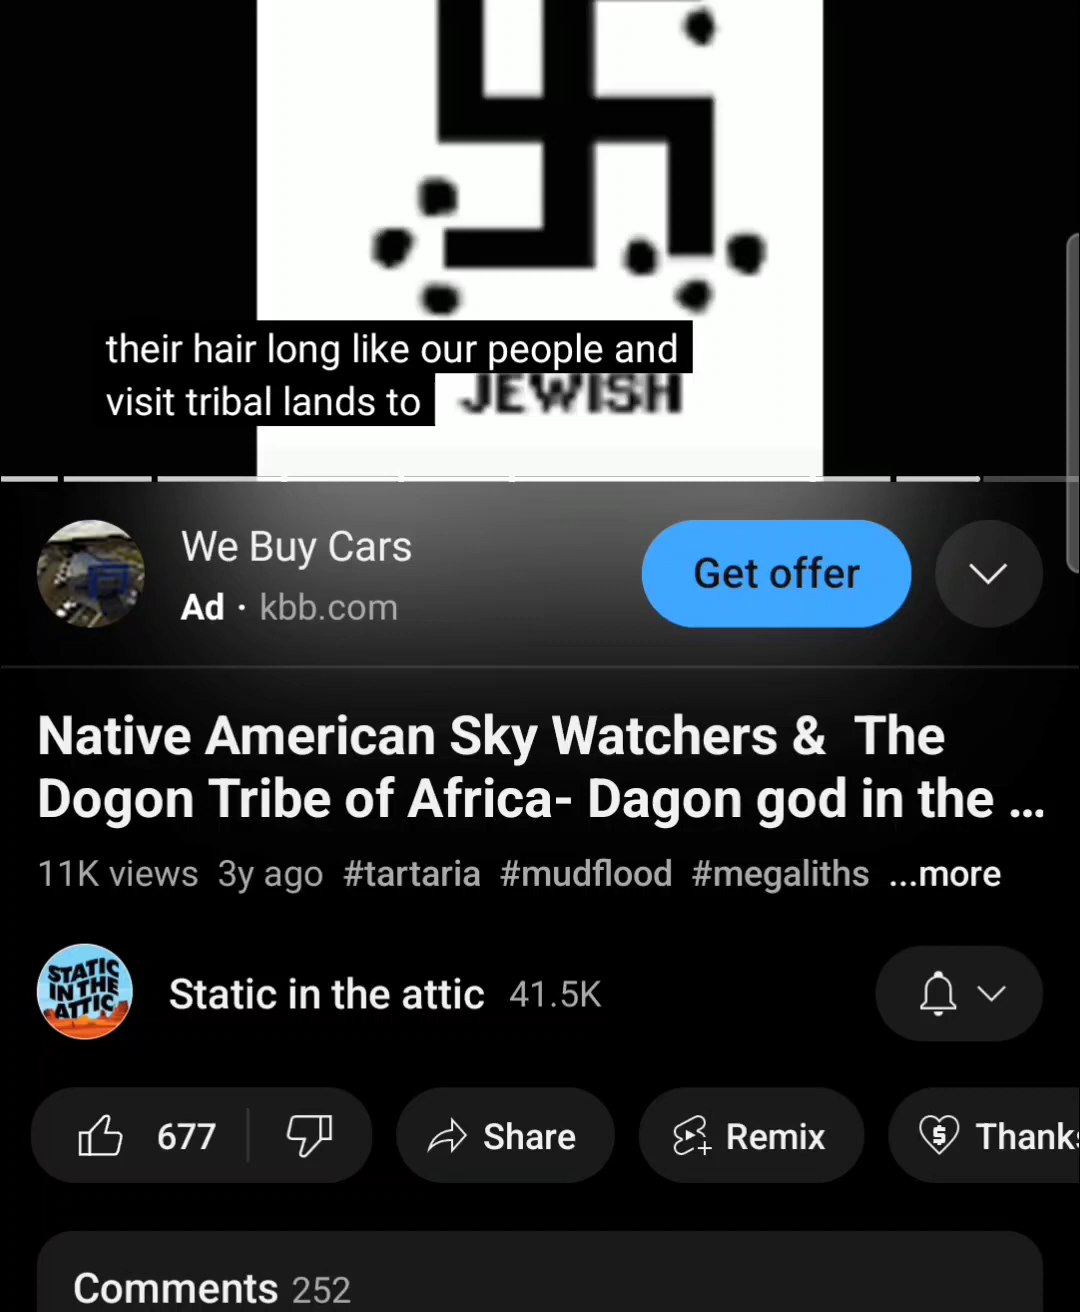 their hair long like our people and
visit tribal lands to
JEWISH
We Buy Cars
Get offer
Ad · kbb.com
Native American Sky Watchers &  The
Dogon Tribe of Africa- Dagon god in the ...
11K views 3y ago #tartaria #mudflood #megaliths ...more
STATIC
IN THE
ATTIC
Static in the attic 41.5K
677
Share
Remix
Thank
Comments 252